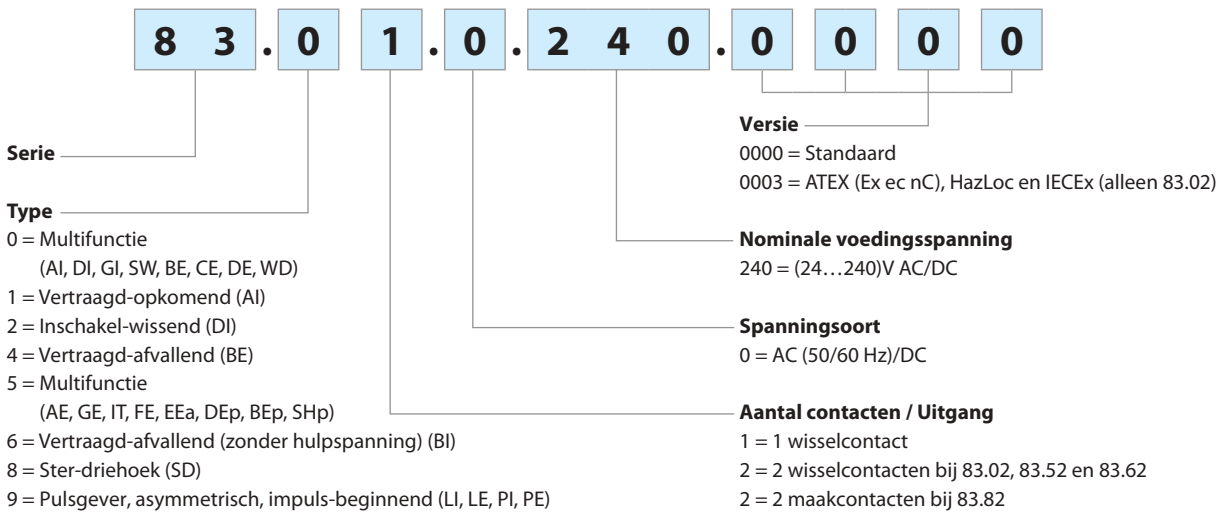 8 3 . 0 1 . 0 . 2 4 0 . 0 0 0 0
Serie
Type
0 = Multifunctie
(AI, DI, GI, SW, BE, CE, DE, WD)
1 = Vertraagd-opkomend (AI)
2 = Inschakel-wissend (DI)
4 = Vertraagd-afvallend (BE)
5 = Multifunctie
(AE, GE, IT, FE, EEa, DEp, BEp, SHp)
6 = Vertraagd-afvallend (zonder hulpspanning) (BI)
8 = Ster-driehoek (SD)
9 = Pulsgever, asymmetrisch, impuls-beginnend (LI, LE, PI, PE)
Versie
0000 = Standaard
0003 = ATEX (Ex ec nC), HazLoc en IECEx (alleen 83.02)
Nominale voedingsspanning
240 = (24…240)V AC/DC
Spanningsoort
0 = AC (50/60 Hz)/DC
Aantal contacten / Uitgang
1 = 1 wisselcontact
2 = 2 wisselcontacten bij 83.02, 83.52 en 83.62
2 = 2 maakcontacten bij 83.82